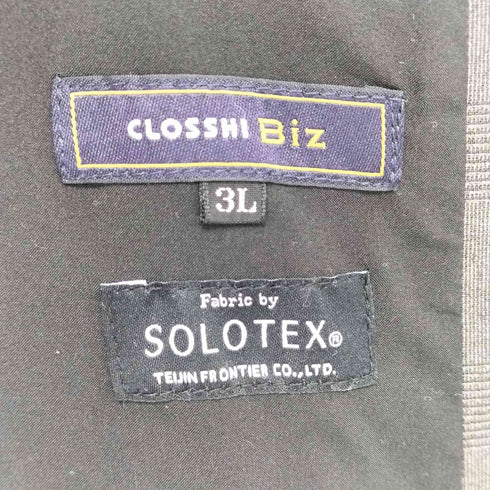 CLOSSHI Biz
3L
Fabric by
SOLOTEX®
TEIJIN FRONTIER CO.,LTD.